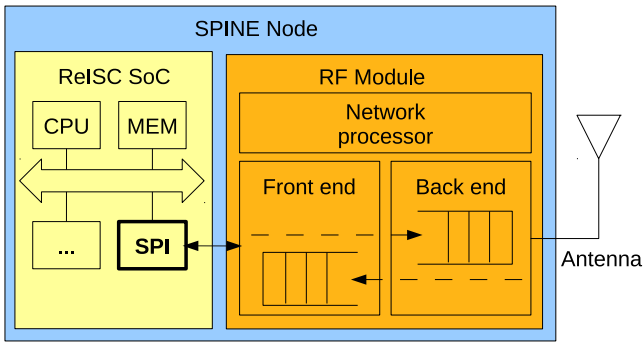 SPINE Node
ReISC SoC
RF Module
CPU
MEM
Network
processor
Front end
Back end
...
SPI
Antenna